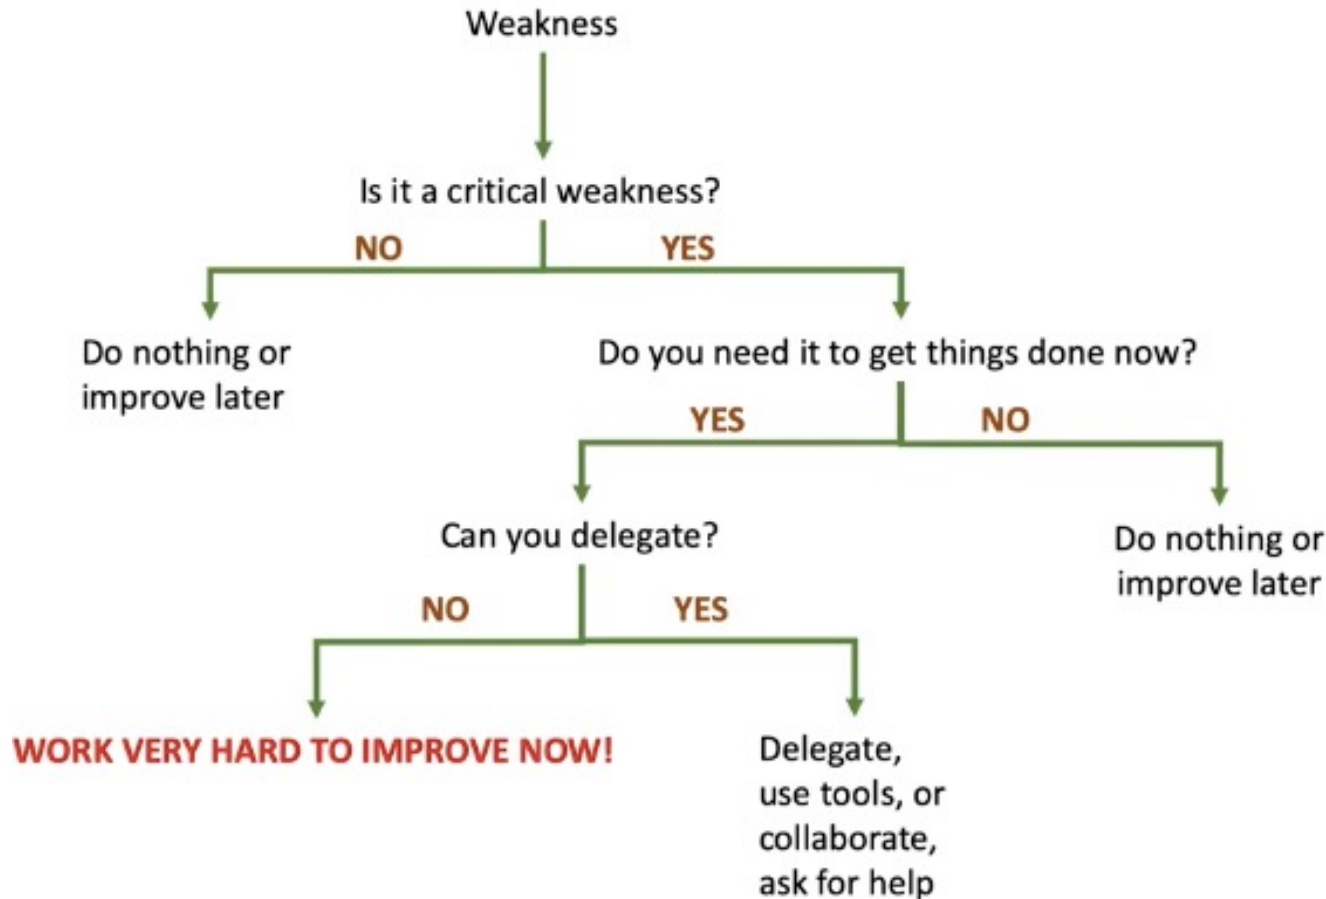 Weakness
Is it a critical weakness?
NO
YES
Do nothing or
improve later
Do you need it to get things done now?
YES
NO
Can you delegate?
Do nothing or
improve later
NO
YES
WORK VERY HARD TO IMPROVE NOW!
Delegate,
use tools, or
collaborate,
ask for help